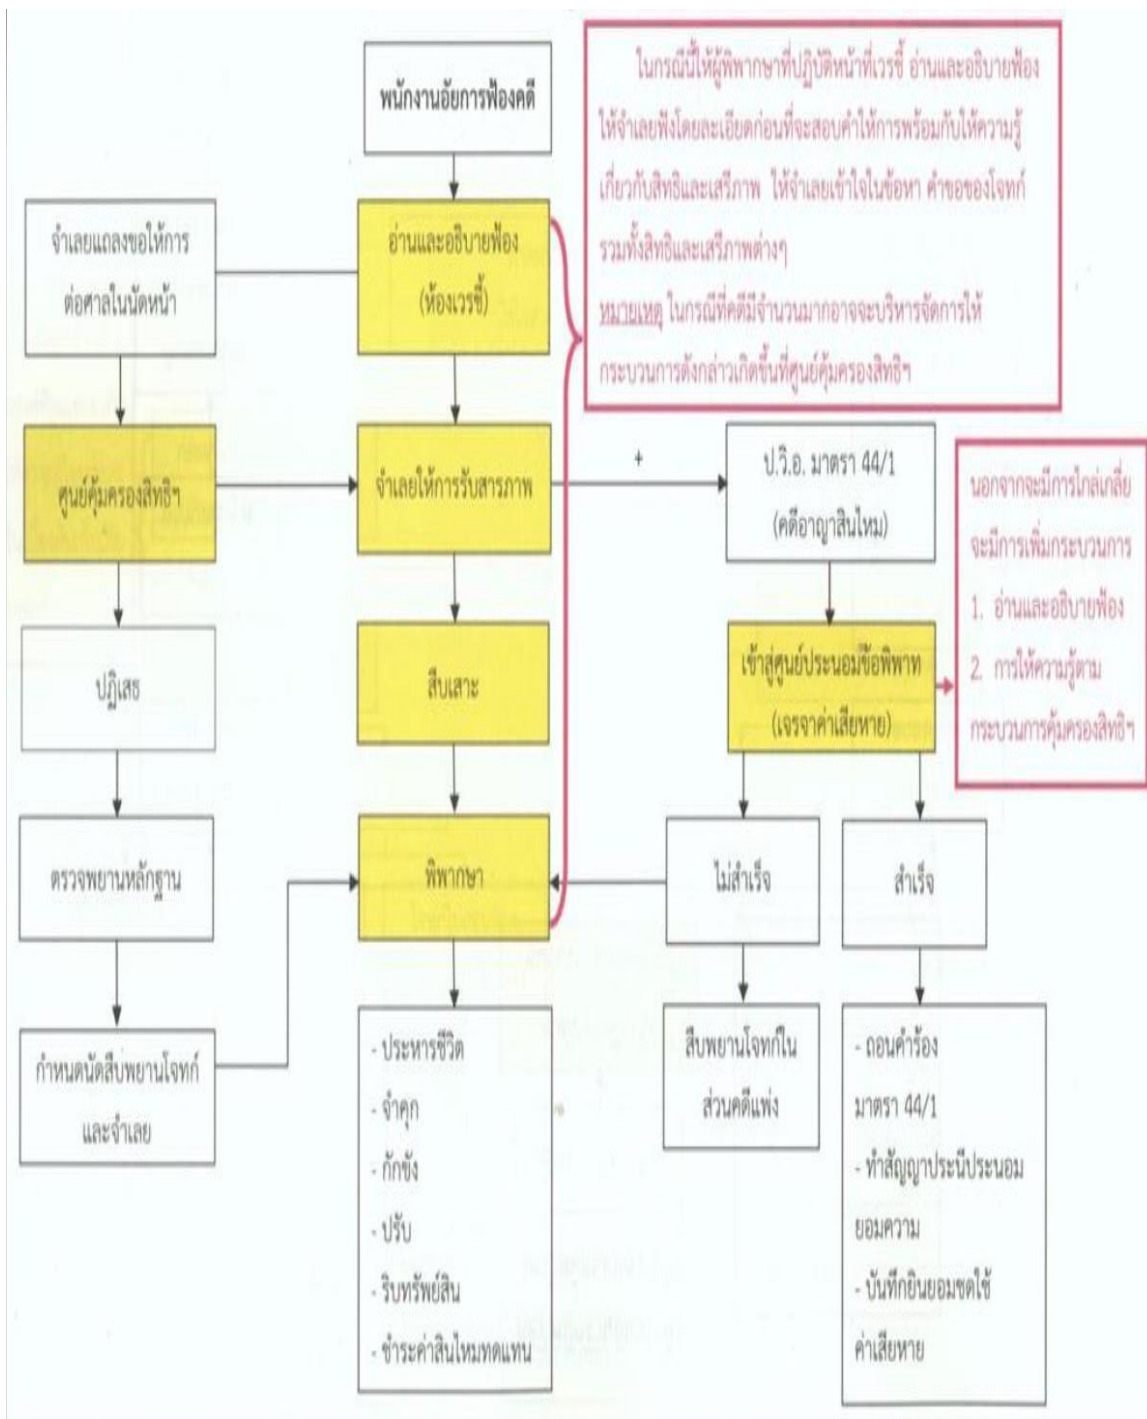 พนักงานอัยการฟ้องคดี
ในกรณีนี้ให้ผู้พิพากษาที่ปฏิบัติหน้าที่เวรชี้ อ่านและอธิบายฟ้อง
ให้จำเลยฟังโดยละเอียดก่อนที่จะสอบคำให้การพร้อมกับให้ความรู้
เกี่ยวกับสิทธิและเสรีภาพ ให้จำเลยเข้าใจในข้อหา คำขอของโจทก์
รวมทั้งสิทธิและเสรีภาพต่างๆ
หมายเหตุ ในกรณีที่คดีมีจำนวนมากอาจจะบริหารจัดการให้
กระบวนการดังกล่าวเกิดขึ้นที่ศูนย์คุ้มครองสิทธิฯ
จำเลยแถลงขอให้การ
ต่อศาลในนัดหน้า
อ่านและอธิบายฟ้อง
(ห้องเวรชี้)
ศูนย์คุ้มครองสิทธิฯ
จำเลยให้การรับสารภาพ
+
ป.วิ.อ. มาตรา 44/1
(คดีอาญาสินไหม)
นอกจากจะมีการไกล่เกลี่ย
จะมีการเพิ่มกระบวนการ
1. อ่านและอธิบายฟ้อง
2. การให้ความรู้ตาม
กระบวนการคุ้มครองสิทธิฯ
ปฏิเสธ
สืบเสาะ
เข้าสู่ศูนย์ประนอมข้อพิพาท
(เจรจาค่าเสียหาย)
ตรวจพยานหลักฐาน
พิพากษา
ไม่สำเร็จ
สำเร็จ
กำหนดนัดสืบพยานโจทก์
และจำเลย
- ประหารชีวิต
- จำคุก
- กักขัง
- ปรับ
- ริบทรัพย์สิน
- ชำระค่าสินไหมทดแทน
สืบพยานโจทก์ใน
ส่วนคดีแพ่ง
- ถอนคำร้อง
มาตรา 44/1
- ทำสัญญาประนีประนอม
ยอมความ
- บันทึกยินยอมชดใช้
ค่าเสียหาย